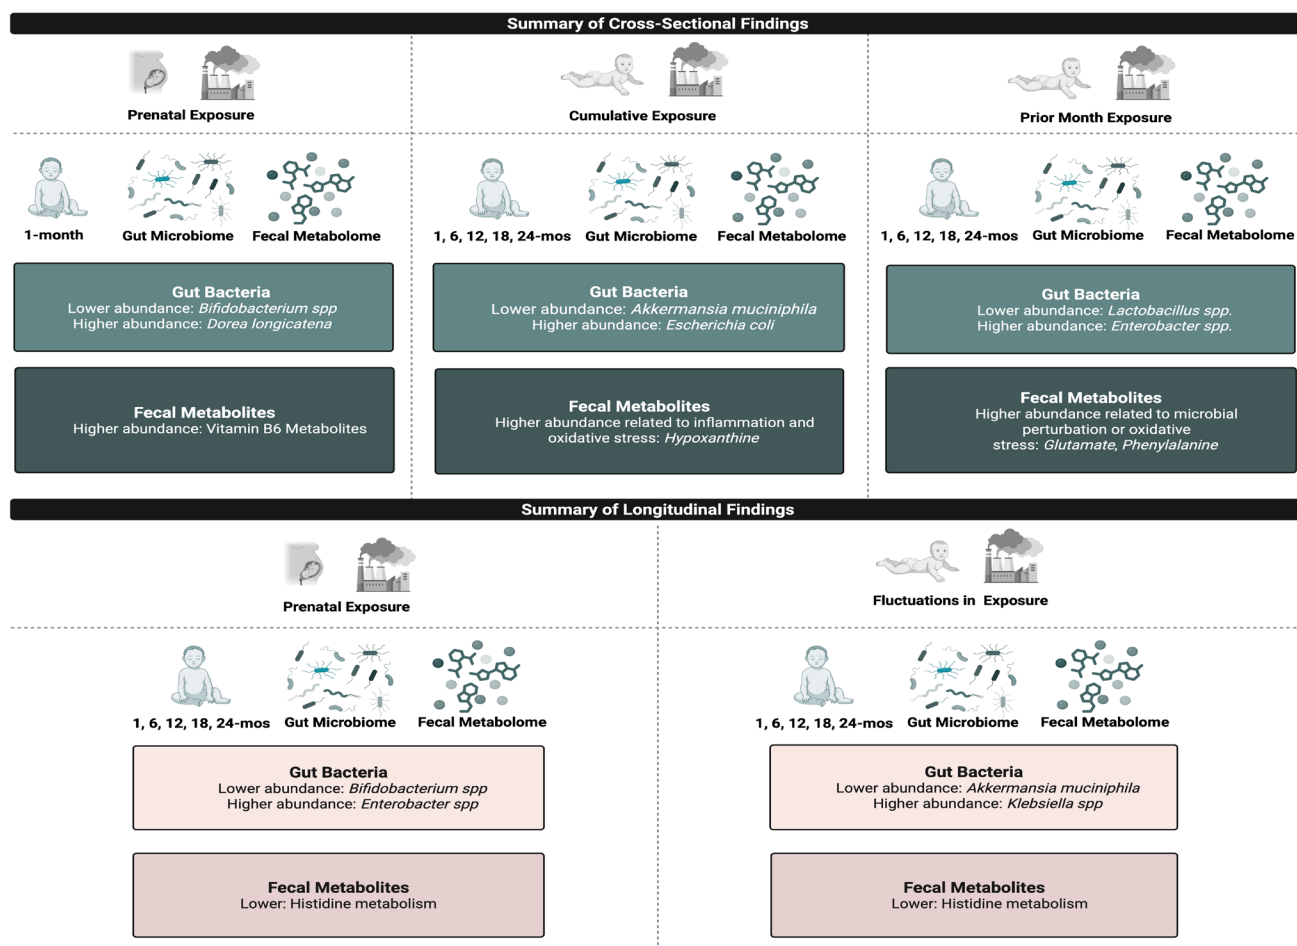 Summary of Cross-Sectional Findings
Prenatal Exposure
Cumulative Exposure
Prior Month Exposure
1-month
Gut Microbiome
Fecal Metabolome
1, 6, 12, 18, 24-mos
Gut Microbiome
Fecal Metabolome
1, 6, 12, 18, 24-mos
Gut Microbiome
Fecal Metabolome
Gut Bacteria
Lower abundance: Bifidobacterium spp
Higher abundance: Dorea longicatena
Gut Bacteria
Lower abundance: Akkermansia muciniphila
Higher abundance: Escherichia coli
Gut Bacteria
Lower abundance: Lactobacillus spp.
Higher abundance: Enterobacter spp.
Fecal Metabolites
Higher abundance: Vitamin B6 Metabolites
Fecal Metabolites
Higher abundance related to inflammation and
oxidative stress: Hypoxanthine
Fecal Metabolites
Higher abundance related to microbial
perturbation or oxidative
stress: Glutamate, Phenylalanine
Summary of Longitudinal Findings
Prenatal Exposure
Fluctuations in Exposure
1, 6, 12, 18, 24-mos
Gut Microbiome
Fecal Metabolome
1, 6, 12, 18, 24-mos
Gut Microbiome
Fecal Metabolome
Gut Bacteria
Lower abundance: Bifidobacterium spp
Higher abundance: Enterobacter spp
Gut Bacteria
Lower abundance: Akkermansia muciniphila
Higher abundance: Klebsiella spp
Fecal Metabolites
Lower: Histidine metabolism
Fecal Metabolites
Lower: Histidine metabolism